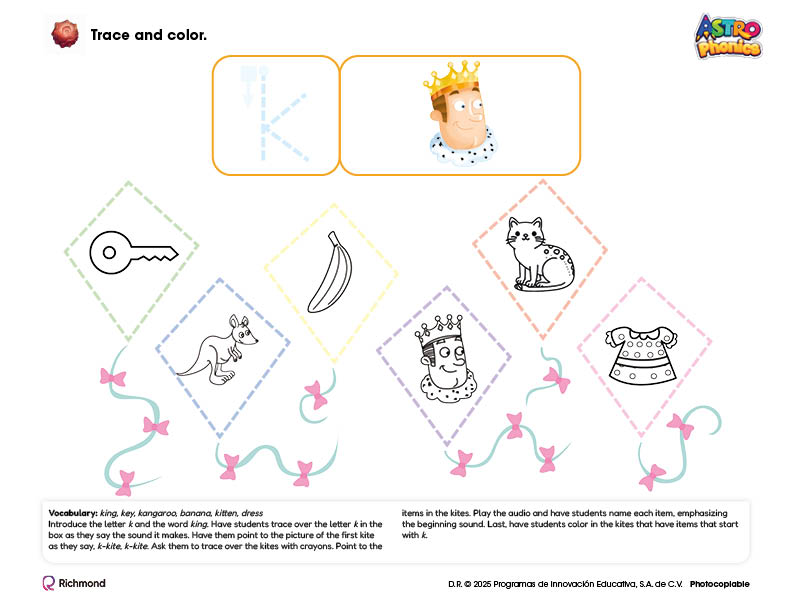 Trace and color.
ASTRO
Phonics
k
Vocabulary: king, key, kangaroo, banana, kitten, dress
Introduce the letter k and the word king. Have students trace over the letter k in the
box as they say the sound it makes. Have them point to the picture of the first kite
as they say, k-kite, k-kite. Ask them to trace over the kites with crayons. Point to the
items in the kites. Play the audio and have students name each item, emphasizing
the beginning sound. Last, have students color in the kites that have items that start
with k.
Richmond
D.R. © 2025 Programas de Innovación Educativa, S.A. de C.V. Photocopiable